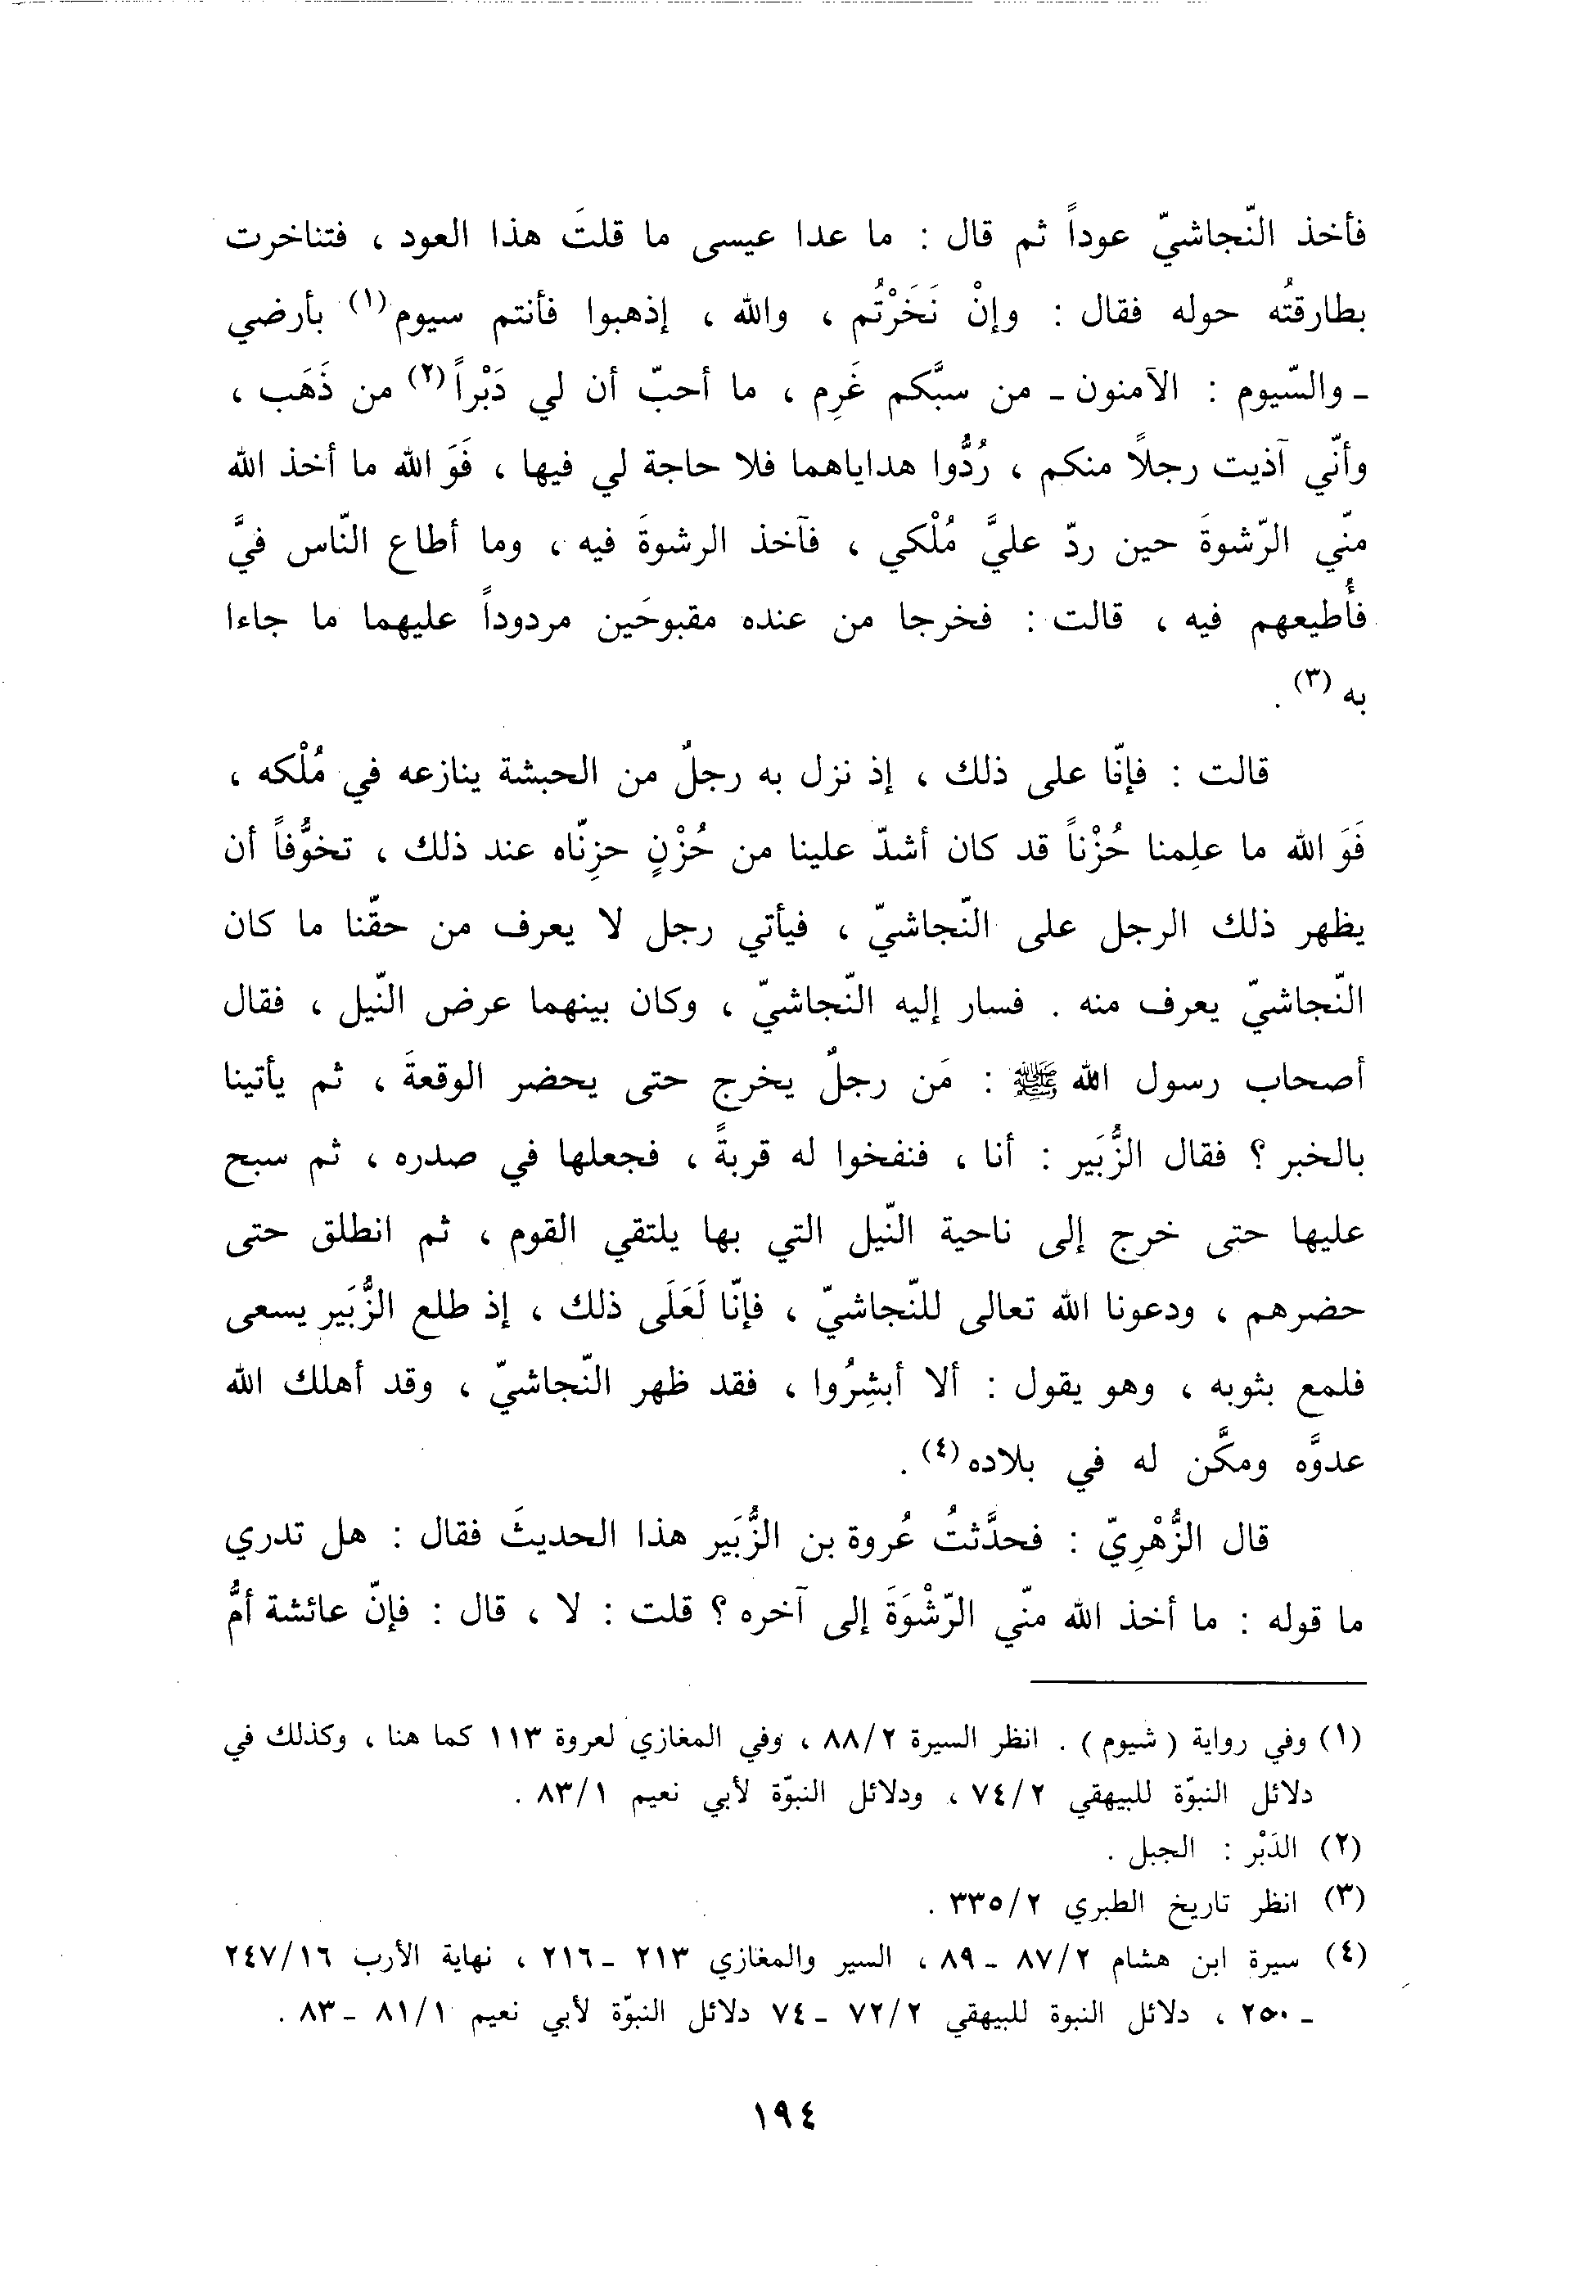 فأخذ النّجاشيّ عوداً ثم قال : ما عدا عيسى ما قلتَ هذا العود ، فتناخرت
بطارقتُه حوله فقال : وإنْ نَخَرْتُم ، والله ، إذهبوا فأنتم سيوم(١) بأرضي
ـ والسّيوم : الآمنون ـ من سبَّكم غَرِم ، ما أحبّ أن لي دَبْراً(٢) من ذَهَب ،
وأنّي آذيت رجلاً منكم ، رُدُّوا هداياهما فلا حاجة لي فيها ، فَوَ الله ما أخذ الله
منّي الرّشوةَ حين ردّ عليَّ مُلْكي ، فآخذ الرشوةَ فيه ، وما أطاع النّاس فيَّ
فأُطيعهم فيه ، قالت : فخرجا من عنده مقبوحَين مردوداً عليهما ما جاءا
به (٣) .
قالت : فإنّا على ذلك ، إذ نزل به رجلٌ من الحبشة ينازعه في مُلْكه ،
فَوَ الله ما علِمنا حُزْناً قد كان أشدّ علينا من حُزْنٍ حزِنّاه عند ذلك ، تخوُّفاً أن
يظهر ذلك الرجل على النّجاشيّ ، فيأتي رجل لا يعرف من حقّنا ما كان
النّجاشيّ يعرف منه . فسار إليه النّجاشيّ ، وكان بينهما عرض النّيل ، فقال
أصحاب رسول الله ﷺ : مَن رجلٌ يخرج حتى يحضر الوقعةَ ، ثم يأتينا
بالخبر ؟ فقال الزُّبَير : أنا ، فنفخوا له قربةً ، فجعلها في صدره ، ثم سبح
عليها حتى خرج إلى ناحية النّيل التي بها يلتقي القوم ، ثم انطلق حتى
حضرهم ، ودعونا الله تعالى للنّجاشيّ ، فإنّا لَعَلَى ذلك ، إذ طلع الزُّبَير يسعى
فلمع بثوبه ، وهو يقول : ألا أبشِرُوا ، فقد ظهر النّجاشيّ ، وقد أهلك الله
عدوَّه ومكَّن له في بلاده(٤) .
قال الزُّهْرِيّ : فحدَّثتُ عُروة بن الزُّبَير هذا الحديثَ فقال : هل تدري
ما قوله : ما أخذ الله منّي الرّشْوَةَ إلى آخره ؟ قلت : لا ، قال : فإنّ عائشة أمُّ
(١) وفي رواية ( شيوم ) . انظر السيرة ٨٨/٢ ، وفي المغازي لعروة ١١٣ كما هنا ، وكذلك في
دلائل النبوّة للبيهقي ٧٤/٢ ، ودلائل النبوّة لأبي نعيم ٨٣/١ .
(٢) الدَبْر : الجبل .
(٣) انظر تاريخ الطبري ٣٣٥/٢ .
(٤) سيرة ابن هشام ٨٧/٢ ـ ٨٩ ، السير والمغازي ٢١٣ ـ ٢١٦ ، نهاية الأرب ٢٤٧/١٦
ـ ٢٥٠ ، دلائل النبوة للبيهقي ٧٢/٢ ـ ٧٤ دلائل النبوّة لأبي نعيم ٨١/١ ـ ٨٣ .
١٩٤